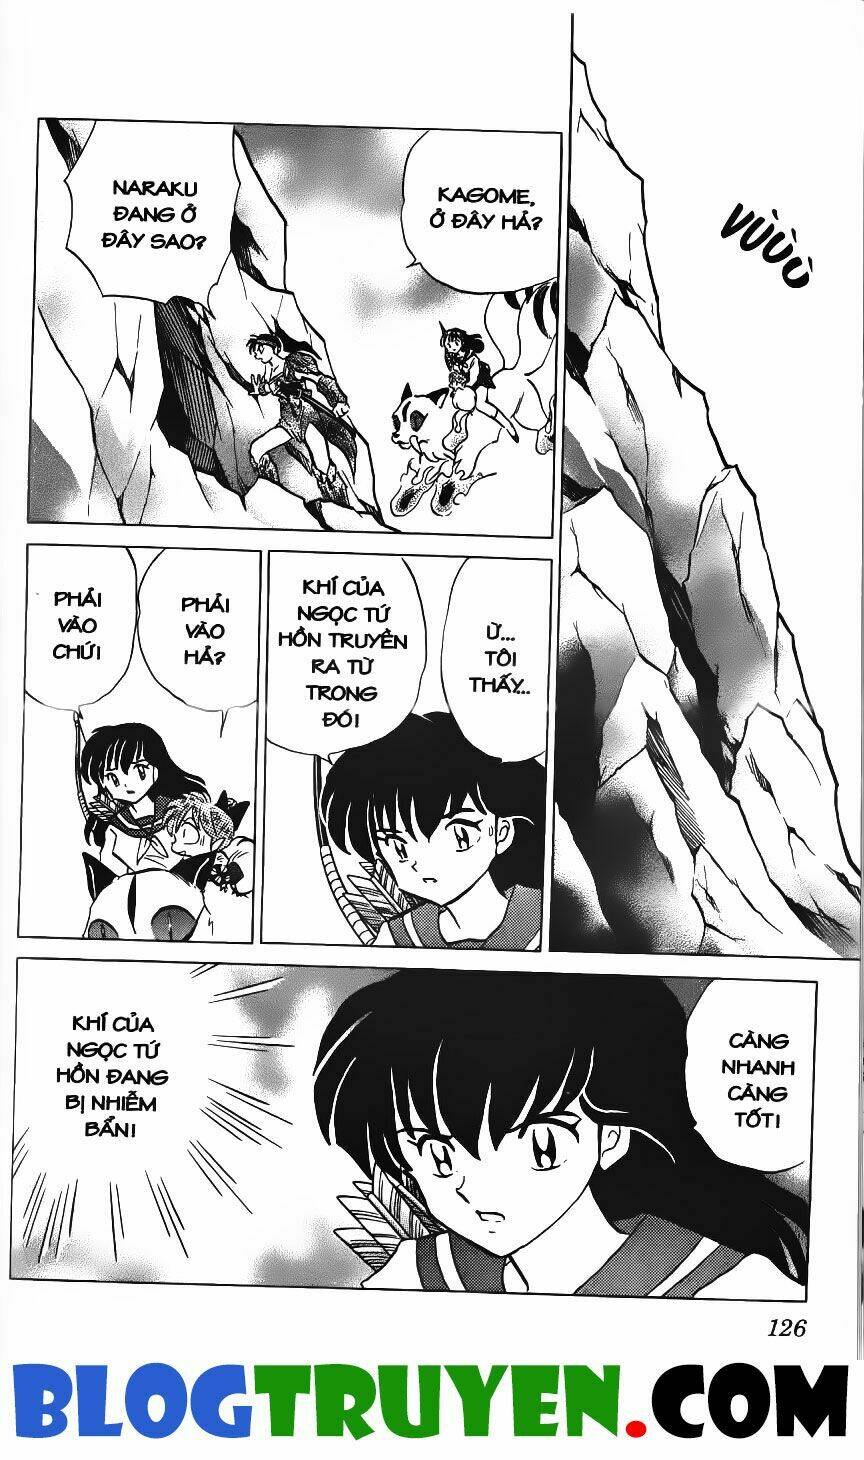 VÙÙÙ
KAGOME,
Ở ĐÂY HẢ?
NARAKU
ĐANG Ở
ĐÂY SAO?
Ừ...
TÔI
THẤY...
KHÍ CỦA
NGỌC TỨ
HỒN TRUYỀN
RA TỪ
TRONG
ĐÓ!
PHẢI
VÀO
HẢ?
PHẢI
VÀO
CHỨ!
CÀNG
NHANH
CÀNG
TỐT!
KHÍ CỦA
NGỌC TỨ
HỒN ĐANG
BỊ NHIỄM
BẨN!
126
BLOGTRUYEN.COM